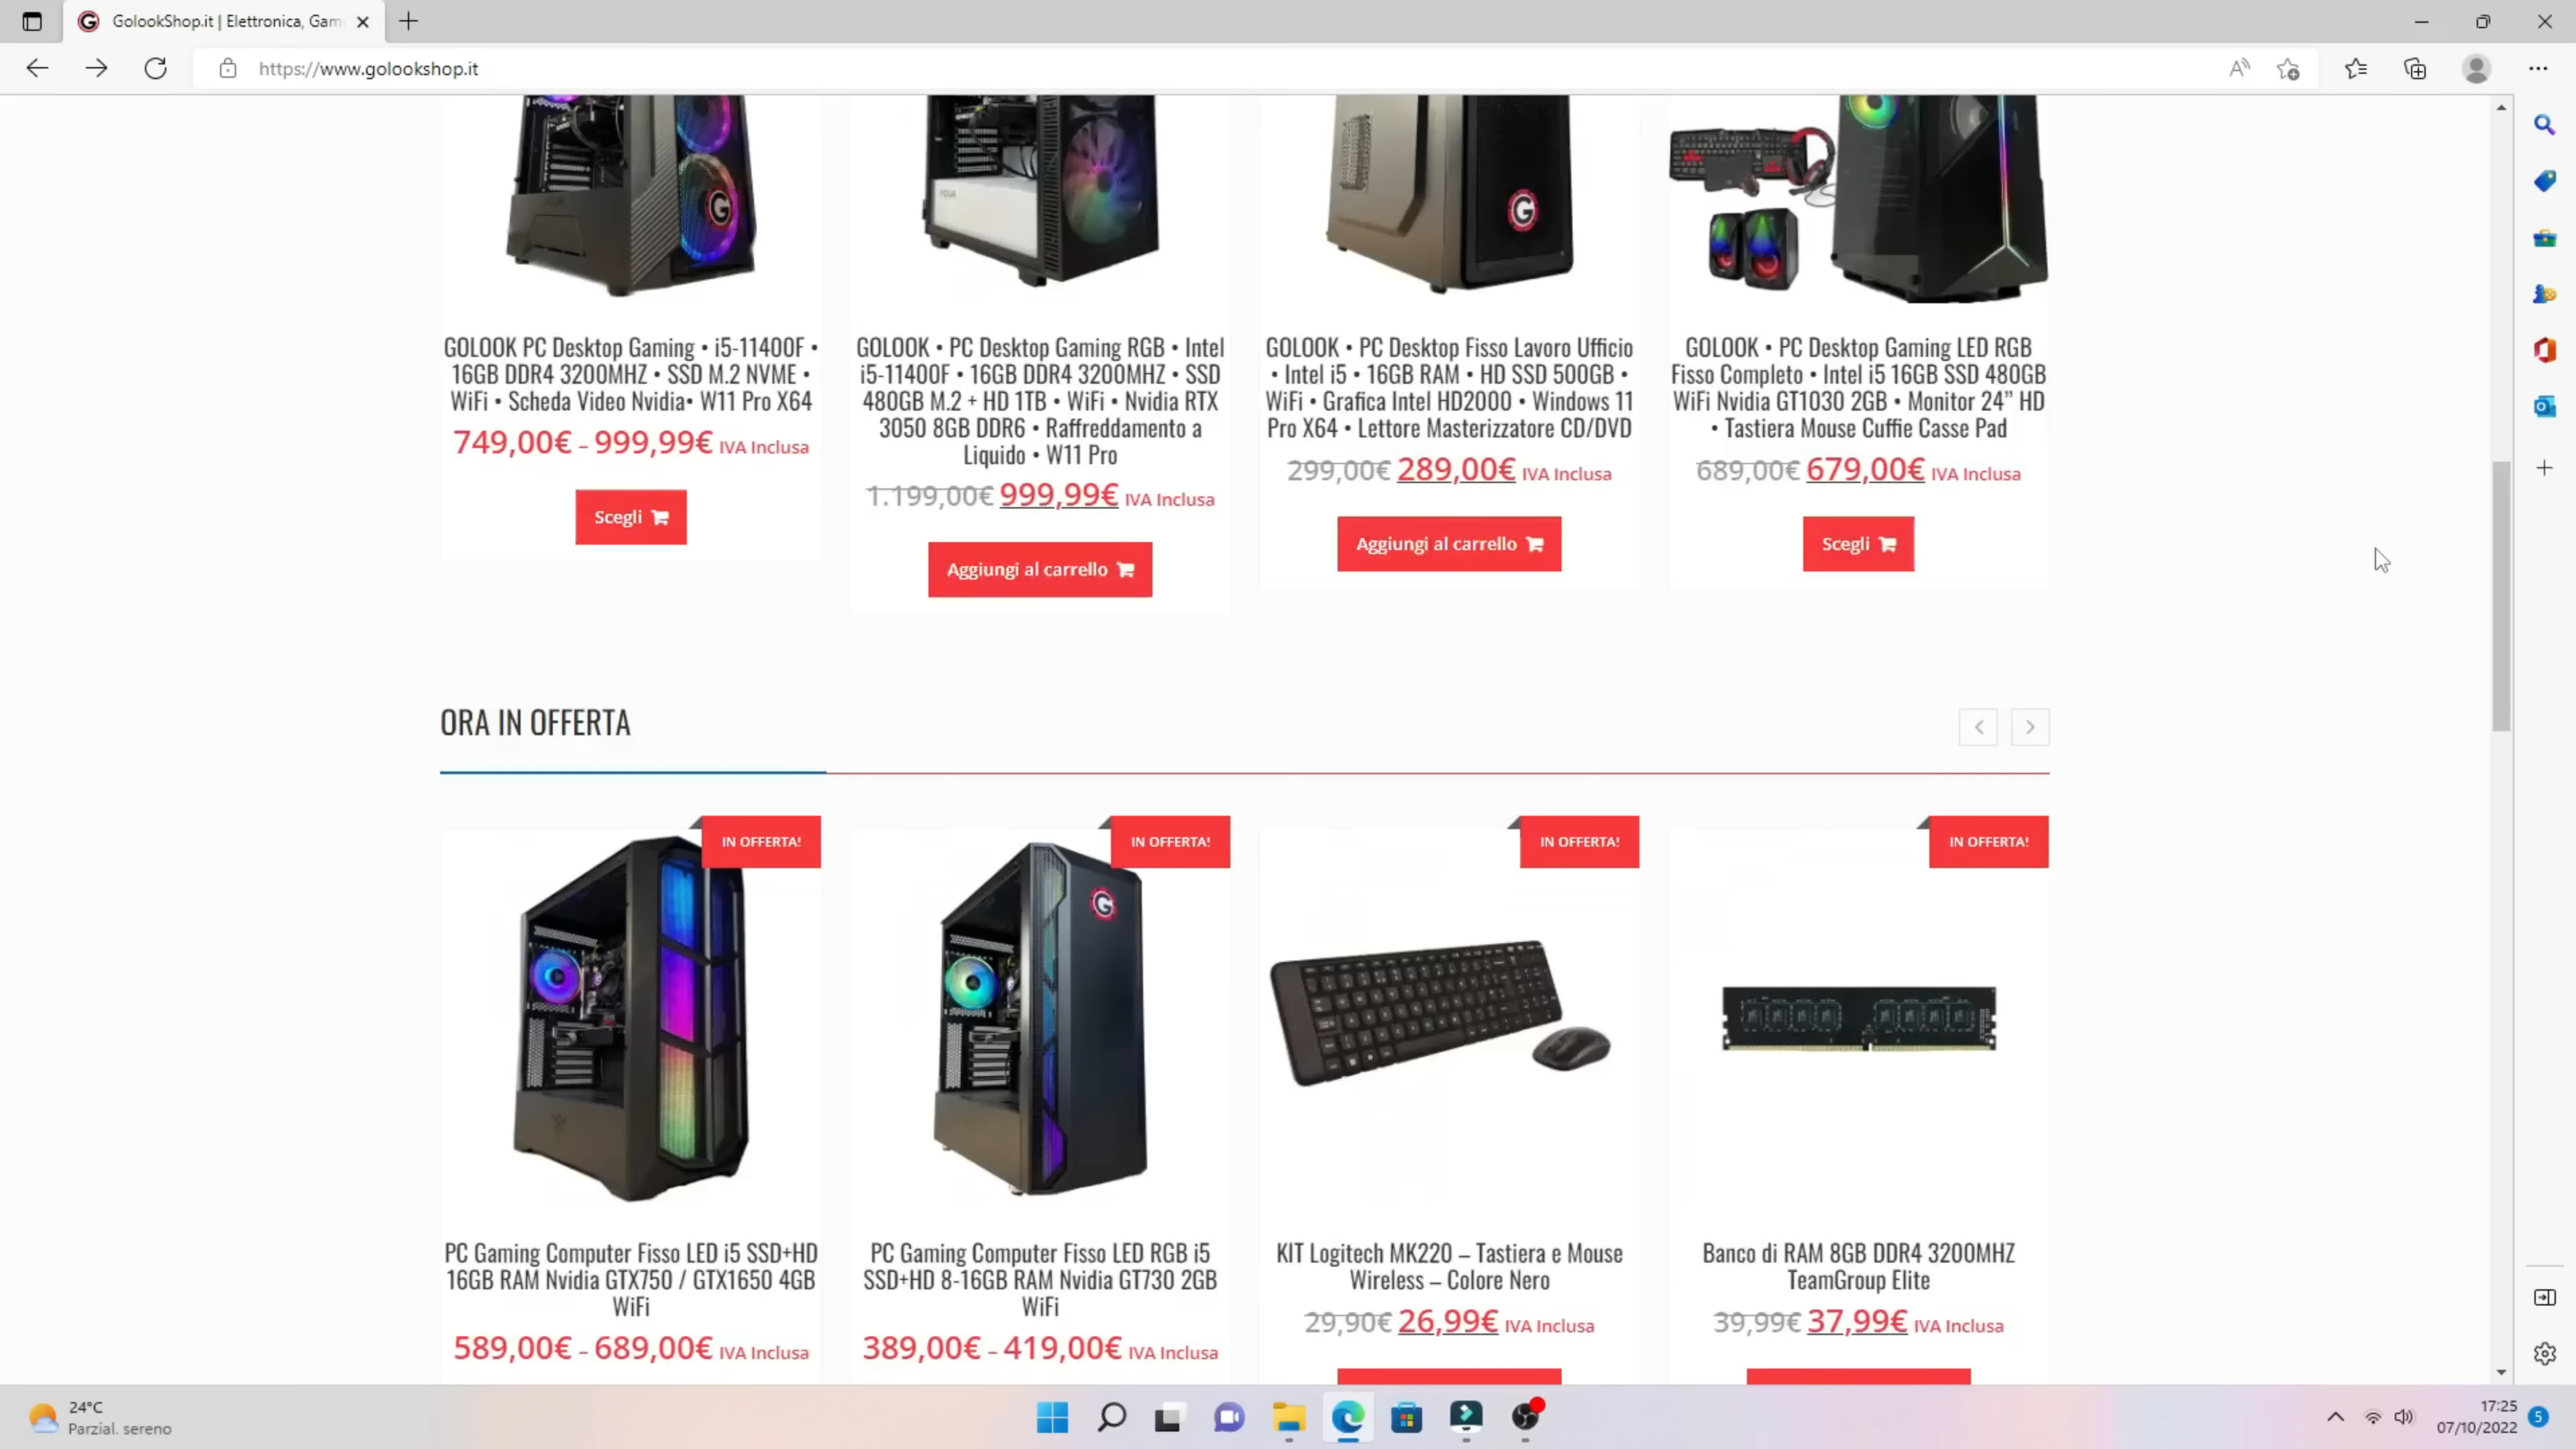 GolookShop.it | Elettronica, Gam
https://www.golookshop.it
GOLOOK PC Desktop Gaming • i5-11400F •
16GB DDR4 3200MHZ • SSD M.2 NVME •
WiFi • Scheda Video Nvidia• W11 Pro X64
749,00€ – 999,99€ IVA Inclusa
Scegli
GOLOOK • PC Desktop Gaming RGB • Intel
i5-11400F • 16GB DDR4 3200MHZ • SSD
480GB M.2 + HD 1TB • WiFi • Nvidia RTX
3050 8GB DDR6 • Raffreddamento a
Liquido • W11 Pro
1.199,00€ 999,99€ IVA Inclusa
Aggiungi al carrello
GOLOOK • PC Desktop Fisso Lavoro Ufficio
• Intel i5 • 16GB RAM • HD SSD 500GB •
WiFi • Grafica Intel HD2000 • Windows 11
Pro X64 • Lettore Masterizzatore CD/DVD
299,00€ 289,00€ IVA Inclusa
Aggiungi al carrello
GOLOOK • PC Desktop Gaming LED RGB
Fisso Completo • Intel i5 16GB SSD 480GB
WiFi Nvidia GT1030 2GB • Monitor 24” HD
• Tastiera Mouse Cuffie Casse Pad
689,00€ 679,00€ IVA Inclusa
Scegli
ORA IN OFFERTA
IN OFFERTA!
PC Gaming Computer Fisso LED i5 SSD+HD
16GB RAM Nvidia GTX750 / GTX1650 4GB
WiFi
589,00€ – 689,00€ IVA Inclusa
IN OFFERTA!
G
PC Gaming Computer Fisso LED RGB i5
SSD+HD 8-16GB RAM Nvidia GT730 2GB
WiFi
389,00€ – 419,00€ IVA Inclusa
IN OFFERTA!
KIT Logitech MK220 – Tastiera e Mouse
Wireless – Colore Nero
29,90€ 26,99€ IVA Inclusa
IN OFFERTA!
Banco di RAM 8GB DDR4 3200MHZ
TeamGroup Elite
39,99€ 37,99€ IVA Inclusa
24°C
Parzial. sereno
17:25
07/10/2022
5